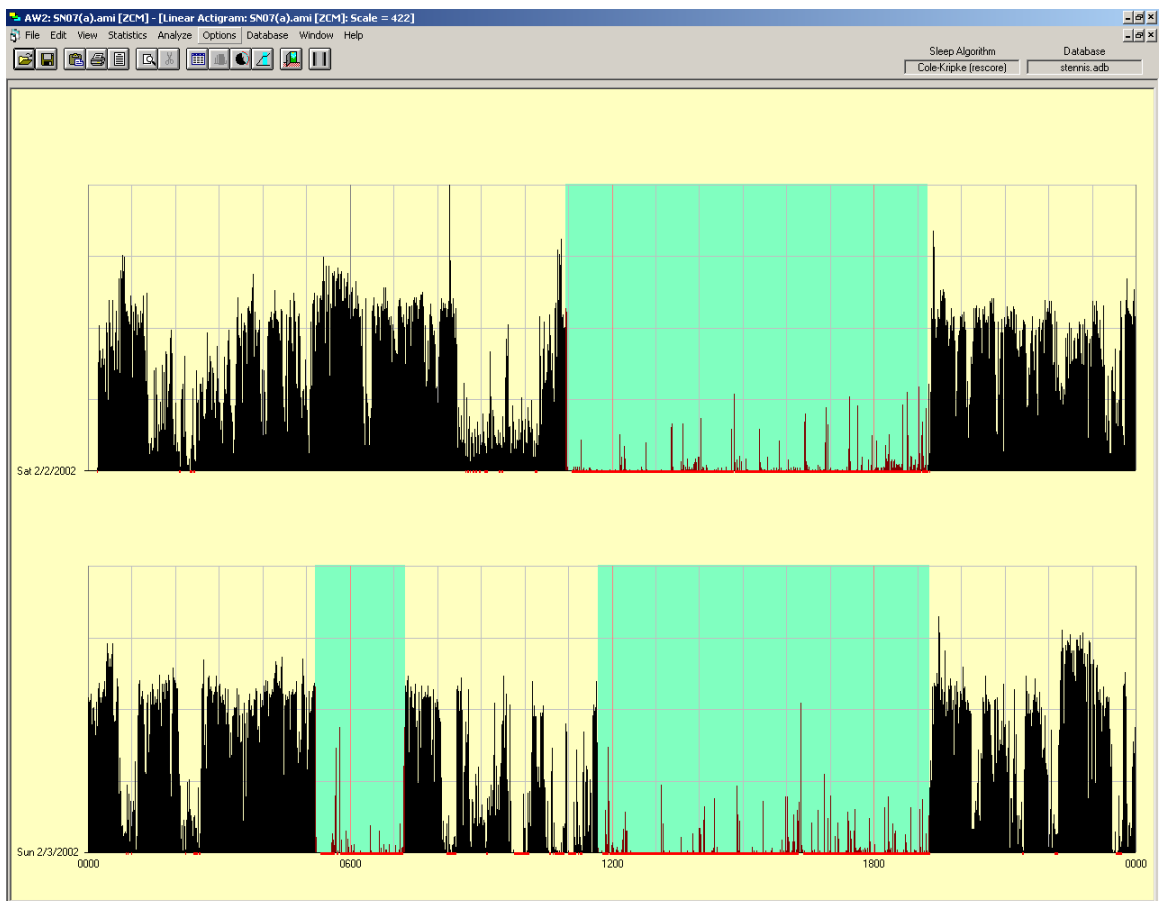 AW2: SN07(a).ami [ZCM] - [Linear Actigram: SN07(a).ami [ZCM]: Scale = 422]
File Edit View Statistics Analyze Options Database Window Help
Sleep Algorithm Database
Cole-Kripke (rescore) stennis.adb
Sat 2/2/2002
Sun 2/3/2002
0000 0600 1200 1800 0000